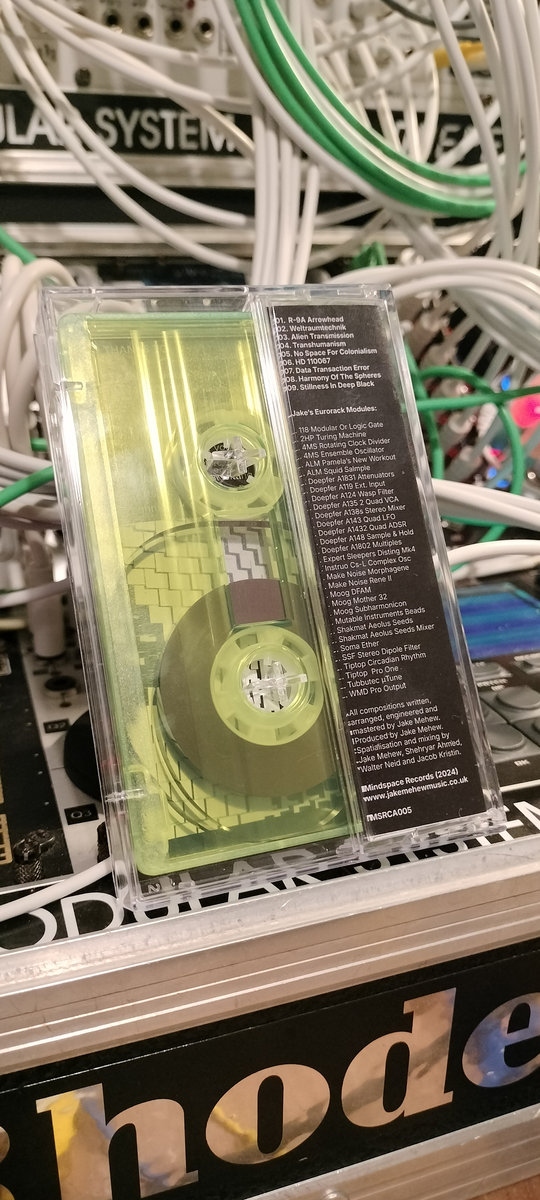 ULAR SYSTEM
01. R-9A Arrowhead
02. Weltraumtechnik
03. Alien Transmission
04. Transhumanism
05. No Space For Colonialism
06. HD 110067
07. Data Transaction Error
08. Harmony Of The Spheres
09. Stillness In Deep Black
Jake's Eurorack Modules:
118 Modular Or Logic Gate
2HP Turing Machine
4MS Rotating Clock Divider
4MS Ensemble Oscillator
ALM Pamela's New Workout
ALM Squid Salmple
Doepfer A1831 Attenuators
Doepfer A119 Ext. Input
Doepfer A124 Wasp Filter
Doepfer A135 2 Quad VCA
Doepfer A138s Stereo Mixer
Doepfer A143 Quad LFO
Doepfer A1432 Quad ADSR
Doepfer A148 Sample & Hold
Doepfer A1802 Multiples
Expert Sleepers Disting Mk4
Instruo Cs-L Complex Osc
Make Noise Morphagene
Make Noise Rene II
Moog DFAM
Moog Mother 32
Moog Subharmonicon
Mutable Instruments Beads
Shakmat Aeolus Seeds
Shakmat Aeolus Seeds Mixer
Soma Ether
SSF Stereo Dipole Filter
Tiptop Circadian Rhythm
Tiptop Pro One
Tubbutec µTune
WMD Pro Output
All compositions written,
arranged, engineered and
mastered by Jake Mehew.
Produced by Jake Mehew.
Spatialisation and mixing by
Jake Mehew, Shehryar Ahmed,
Walter Neid and Jacob Kristin.
Mindspace Records (2024)
www.jakemehewmusic.co.uk
MSRCA005
ODULAR SYSTEM
hode